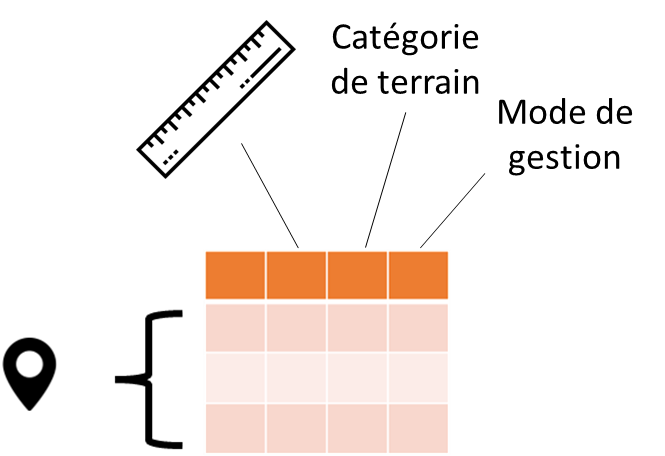 Catégorie
de terrain
Mode de
gestion